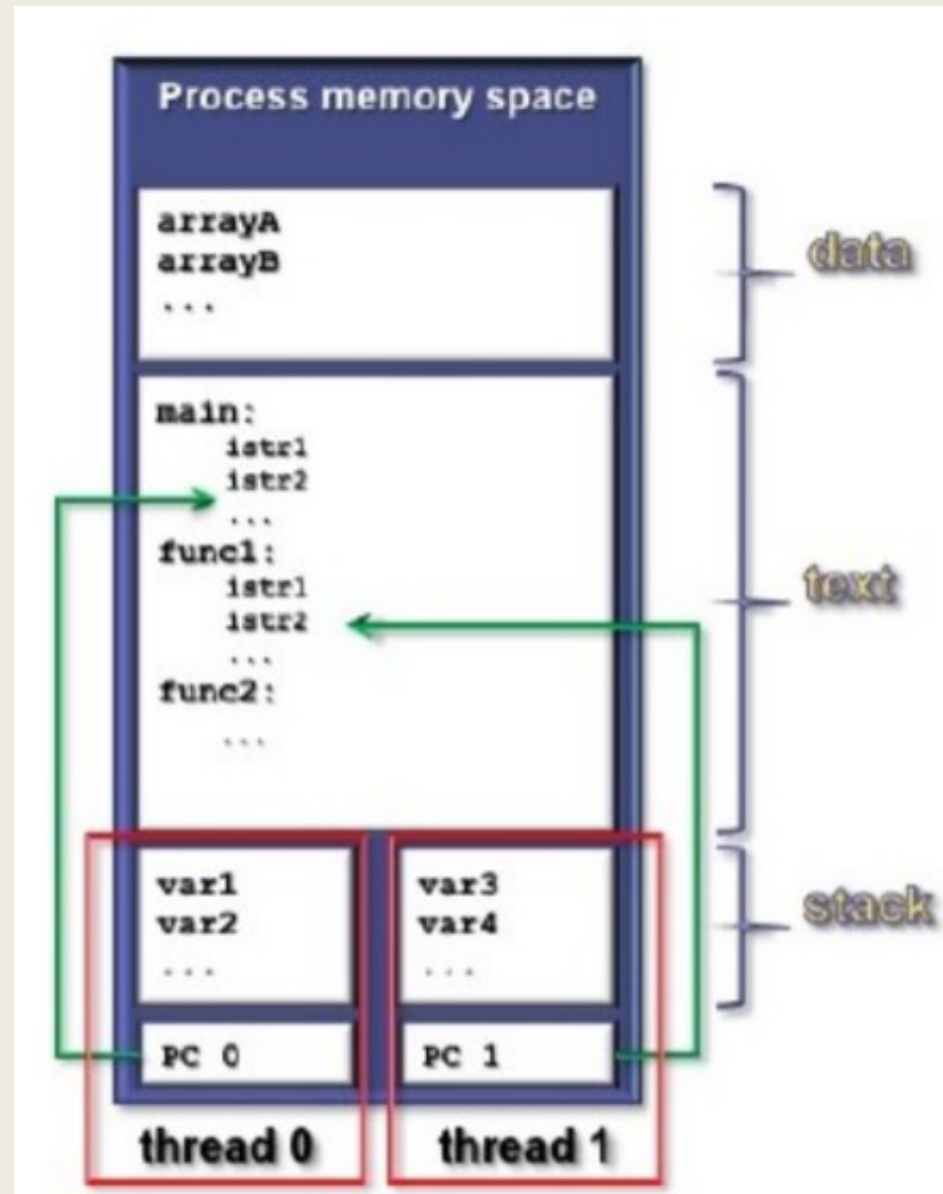 Process memory space
arrayA
arrayB
...
data
main:
istr1
istr2
...
func1:
istr1
istr2
...
func2:
...
text
var1
var2
...
var3
var4
...
stack
PC 0
PC 1
thread 0
thread 1